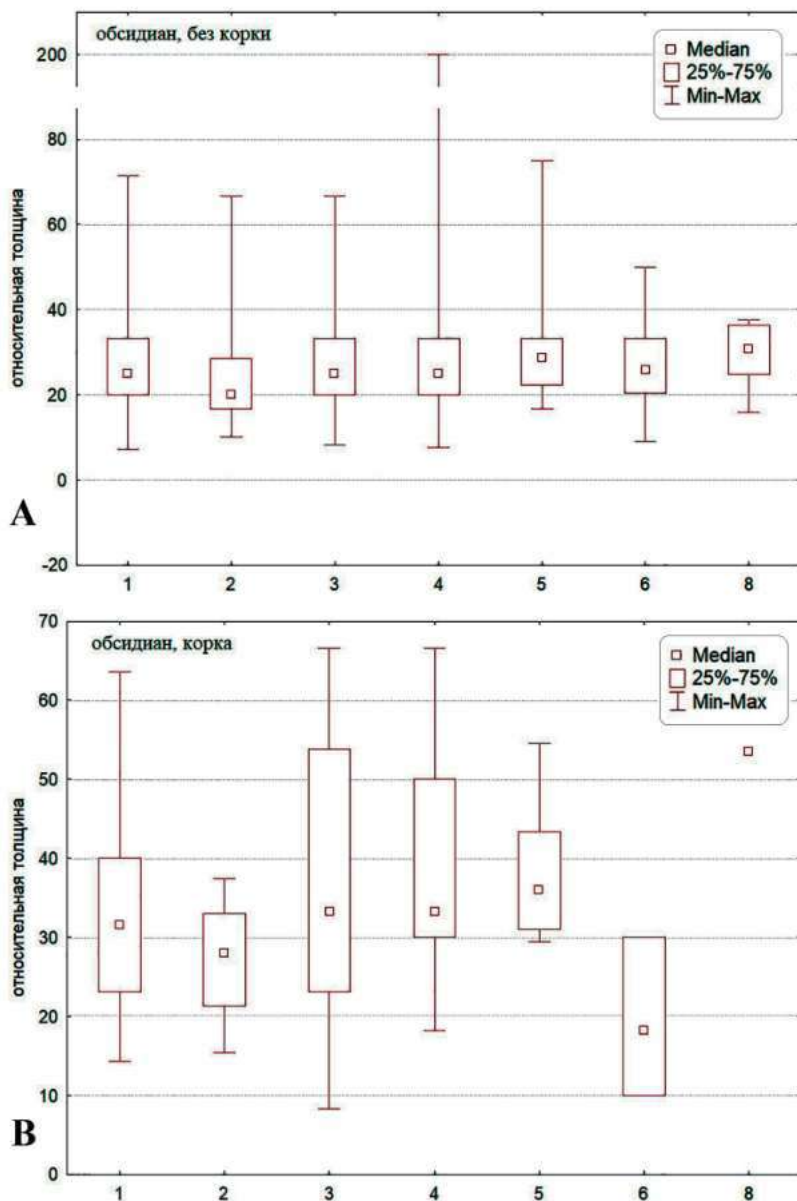 обсидиан, без корки
Median
25%-75%
Min-Max
относительная толщина
200
80
60
40
20
0
-20
A
1 2 3 4 5 6 8
обсидиан, корка
Median
25%-75%
Min-Max
относительная толщина
70
60
50
40
30
20
10
0
B
1 2 3 4 5 6 8